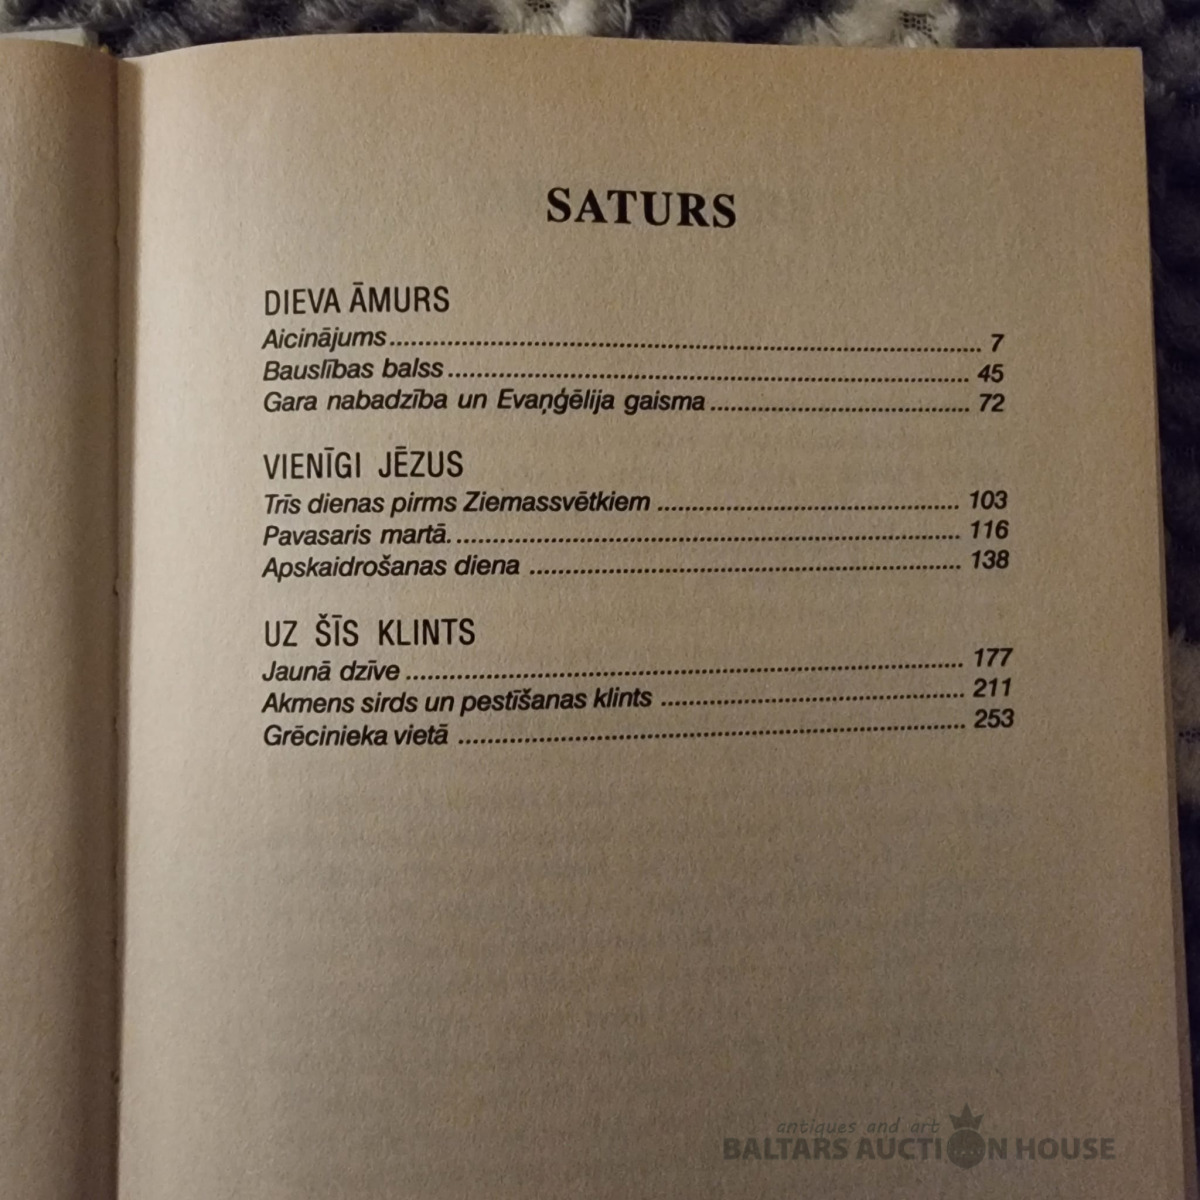 SATURS
DIEVA ĀMURS
Aicinājums........................................................................ 7
Bauslības balss................................................................ 45
Gara nabadzība un Evaņģēlija gaisma................................ 72
VIENĪGI JĒZUS
Trīs dienas pirms Ziemassvētkiem .................................... 103
Pavasaris martā................................................................ 116
Apskaidrošanas diena ...................................................... 138
UZ ŠĪS KLINTS
Jaunā dzīve...................................................................... 177
Akmens sirds un pestīšanas klints .................................... 211
Grēcinieka vietā ............................................................... 253
antiques and art
BALTARS AUCTION HOUSE